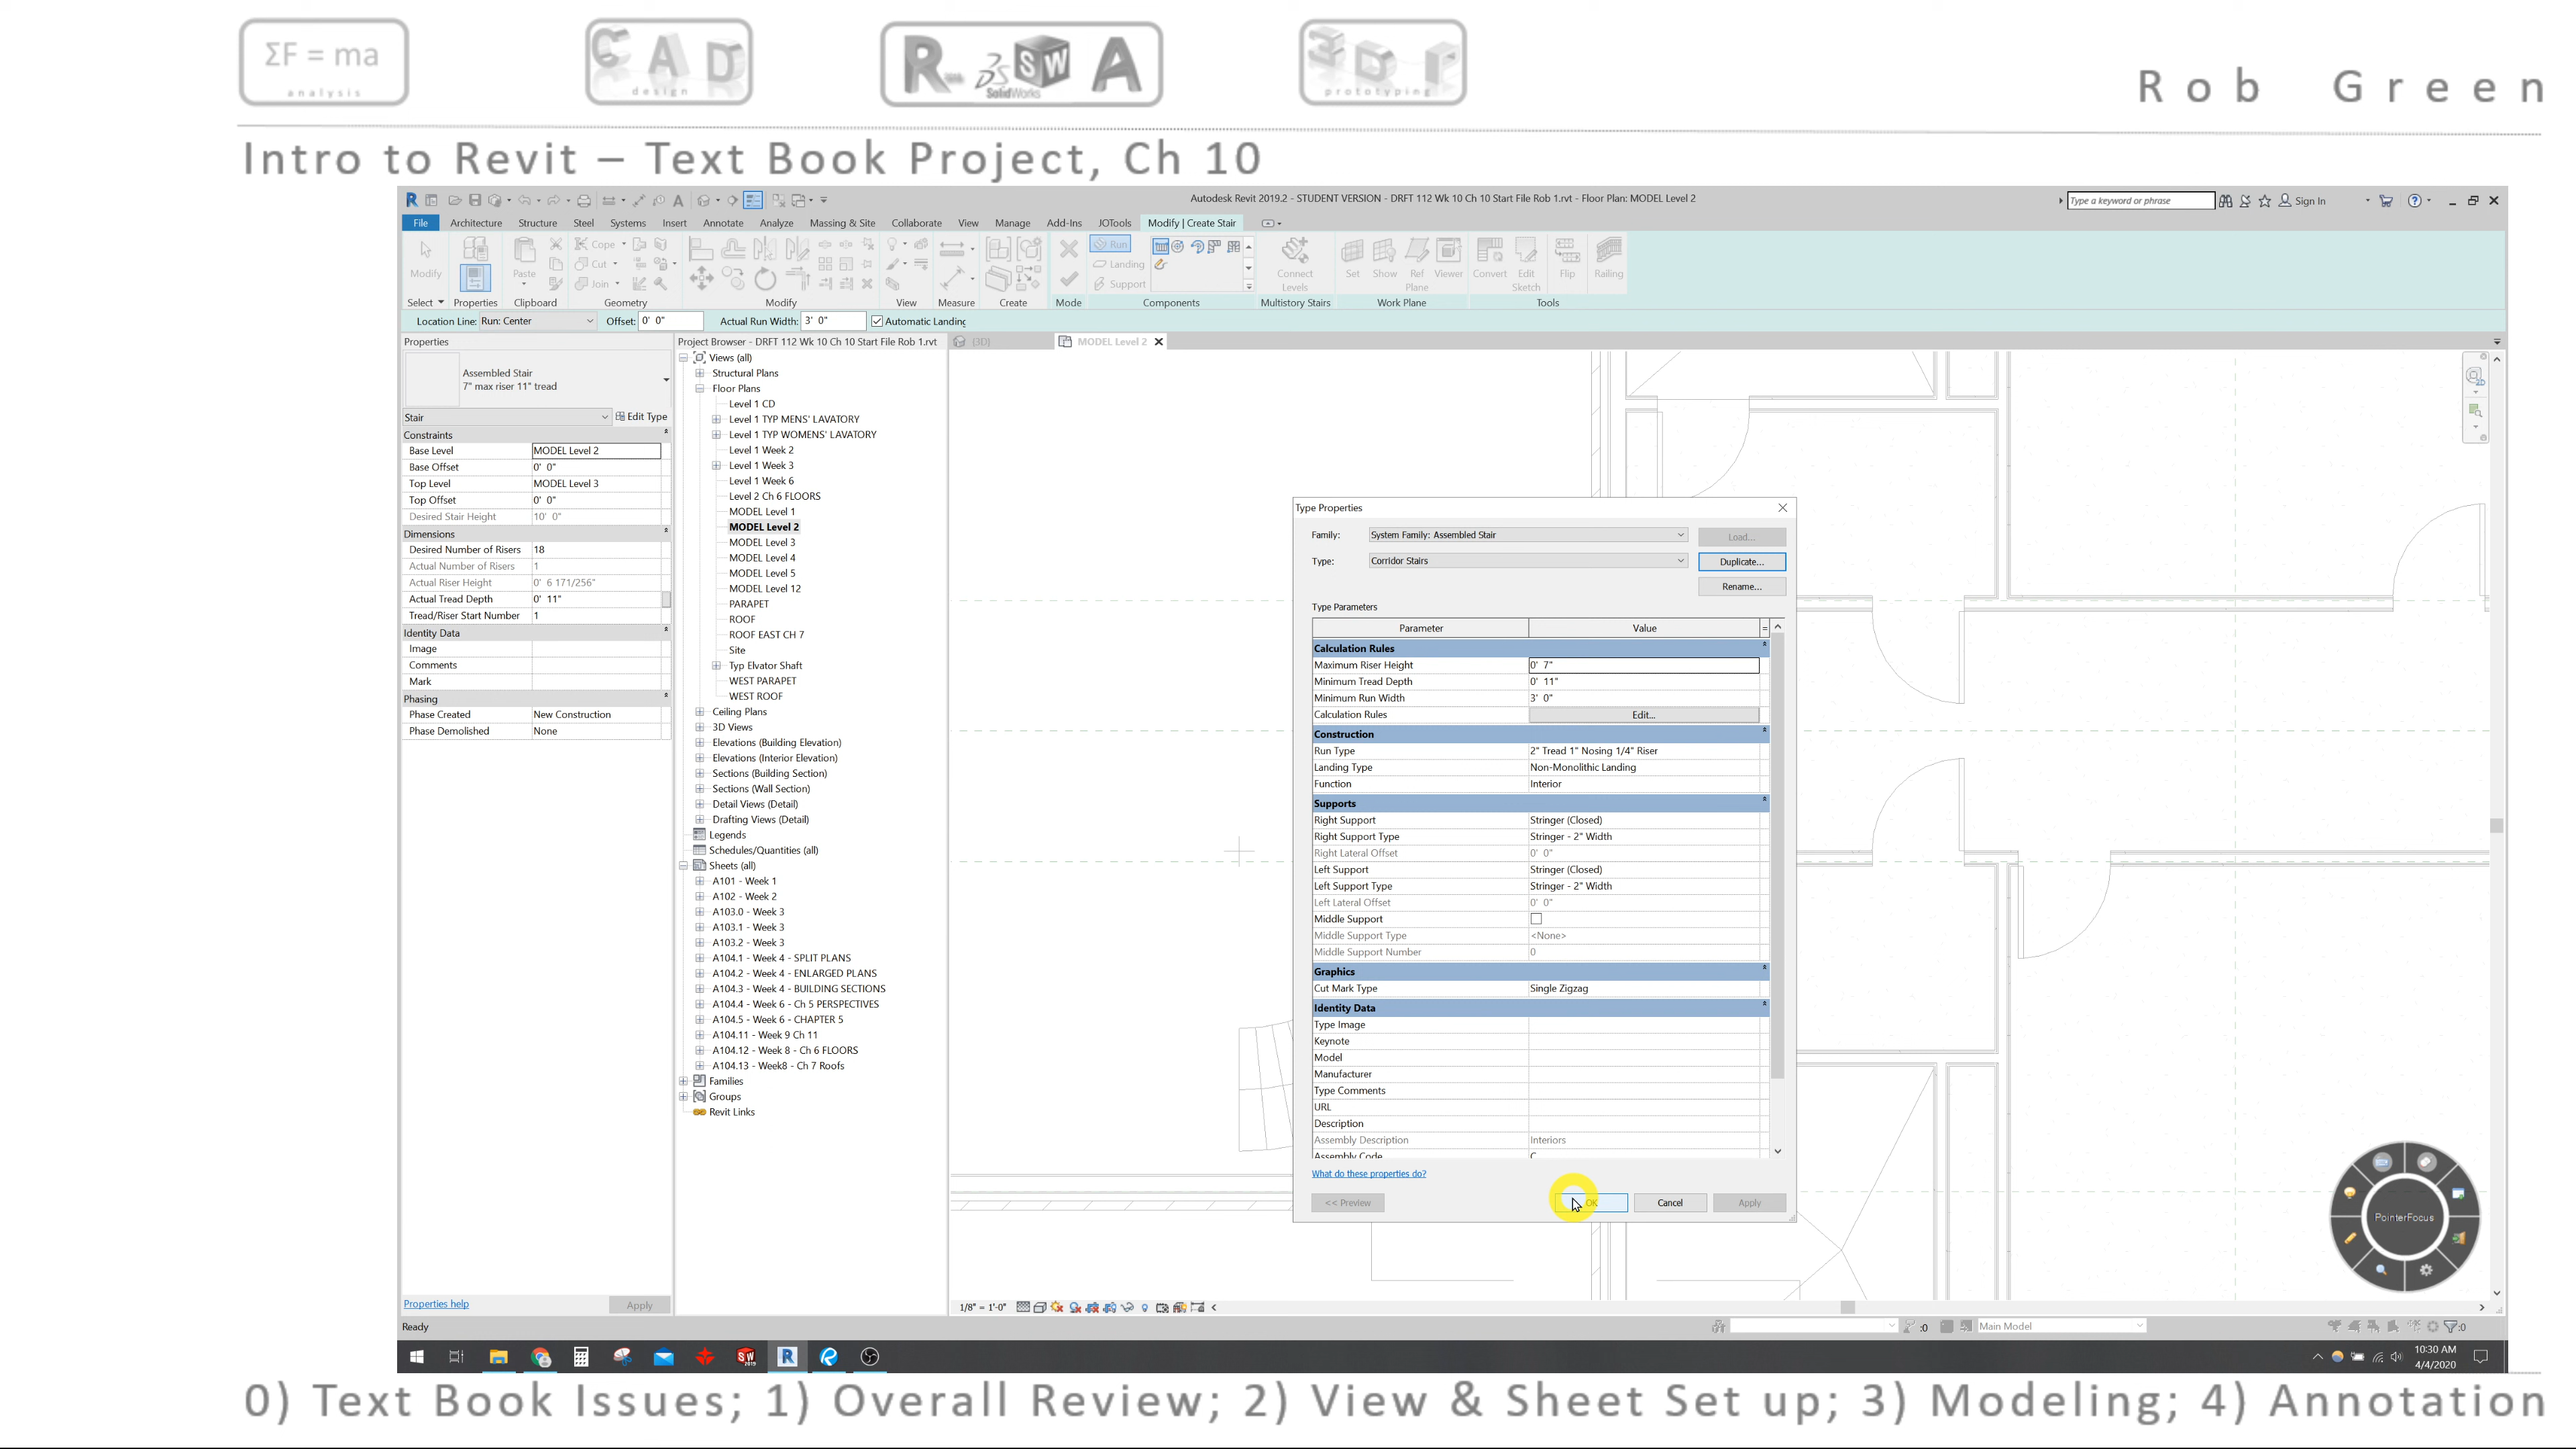 ΣF = ma
analysis
CAD
design
R
SW
SolidWorks
A
3DP
prototyping
Rob Green
Intro to Revit – Text Book Project, Ch 10
Autodesk Revit 2019.2 - STUDENT VERSION - DRFT 112 Wk 10 Ch 10 Start File Rob 1.rvt - Floor Plan: MODEL Level 2
Type a keyword or phrase
Sign In
File Architecture Structure Steel Systems Insert Annotate Analyze Massing & Site Collaborate View Manage Add-Ins JOTools Modify | Create Stair
Modify
Paste
Cope
Cut
Join
Run
Landing
Support
Connect Levels
Set Show Ref Plane Viewer Convert Edit Sketch Flip Railing
Select Properties Clipboard Geometry Modify View Measure Create Mode Components Multistory Stairs Work Plane Tools
Location Line: Run: Center Offset: 0' 0" Actual Run Width: 3' 0" Automatic Landing
Properties
Assembled Stair
7" max riser 11" tread
Stair Edit Type
Constraints
Base Level MODEL Level 2
Base Offset 0' 0"
Top Level MODEL Level 3
Top Offset 0' 0"
Desired Stair Height 10' 0"
Dimensions
Desired Number of Risers 18
Actual Number of Risers 1
Actual Riser Height 0' 6 171/256"
Actual Tread Depth 0' 11"
Tread/Riser Start Number 1
Identity Data
Image
Comments
Mark
Phasing
Phase Created New Construction
Phase Demolished None
Properties help Apply
Project Browser - DRFT 112 Wk 10 Ch 10 Start File Rob 1.rvt
Views (all)
Structural Plans
Floor Plans
Level 1 CD
Level 1 TYP MENS' LAVATORY
Level 1 TYP WOMENS' LAVATORY
Level 1 Week 2
Level 1 Week 3
Level 1 Week 6
Level 2 Ch 6 FLOORS
MODEL Level 1
MODEL Level 2
MODEL Level 3
MODEL Level 4
MODEL Level 5
MODEL Level 12
PARAPET
ROOF
ROOF EAST CH 7
Site
Typ Elvator Shaft
WEST PARAPET
WEST ROOF
Ceiling Plans
3D Views
Elevations (Building Elevation)
Elevations (Interior Elevation)
Sections (Building Section)
Sections (Wall Section)
Detail Views (Detail)
Drafting Views (Detail)
Legends
Schedules/Quantities (all)
Sheets (all)
A101 - Week 1
A102 - Week 2
A103.0 - Week 3
A103.1 - Week 3
A103.2 - Week 3
A104.1 - Week 4 - SPLIT PLANS
A104.2 - Week 4 - ENLARGED PLANS
A104.3 - Week 4 - BUILDING SECTIONS
A104.4 - Week 6 - Ch 5 PERSPECTIVES
A104.5 - Week 6 - CHAPTER 5
A104.11 - Week 9 Ch 11
A104.12 - Week 8 - Ch 6 FLOORS
A104.13 - Week8 - Ch 7 Roofs
Families
Groups
Revit Links
{3D}
MODEL Level 2
Type Properties
Family: System Family: Assembled Stair Load...
Type: Corridor Stairs Duplicate...
Rename...
Type Parameters
Parameter Value =
Calculation Rules
Maximum Riser Height 0' 7"
Minimum Tread Depth 0' 11"
Minimum Run Width 3' 0"
Calculation Rules Edit...
Construction
Run Type 2" Tread 1" Nosing 1/4" Riser
Landing Type Non-Monolithic Landing
Function Interior
Supports
Right Support Stringer (Closed)
Right Support Type Stringer - 2" Width
Right Lateral Offset 0' 0"
Left Support Stringer (Closed)
Left Support Type Stringer - 2" Width
Left Lateral Offset 0' 0"
Middle Support
Middle Support Type <None>
Middle Support Number 0
Graphics
Cut Mark Type Single Zigzag
Identity Data
Type Image
Keynote
Model
Manufacturer
Type Comments
URL
Description
Assembly Description Interiors
Assembly Code C
What do these properties do?
<< Preview OK Cancel Apply
PointerFocus
1/8" = 1'-0"
Ready
:0
Main Model
:0
SW
2019
R
10:30 AM
4/4/2020
0) Text Book Issues; 1) Overall Review; 2) View & Sheet Set up; 3) Modeling; 4) Annotation